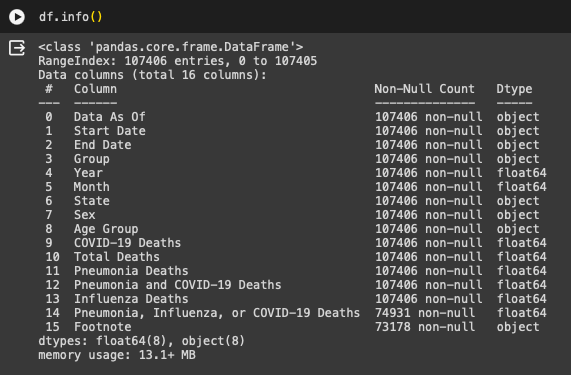 df.info()
<class 'pandas.core.frame.DataFrame'>
RangeIndex: 107406 entries, 0 to 107405
Data columns (total 16 columns):
 #   Column                                    Non-Null Count   Dtype
---  ------                                    --------------   -----
 0   Data As Of                                107406 non-null  object
 1   Start Date                                107406 non-null  object
 2   End Date                                  107406 non-null  object
 3   Group                                     107406 non-null  object
 4   Year                                      107406 non-null  float64
 5   Month                                     107406 non-null  float64
 6   State                                     107406 non-null  object
 7   Sex                                       107406 non-null  object
 8   Age Group                                 107406 non-null  object
 9   COVID-19 Deaths                           107406 non-null  float64
 10  Total Deaths                              107406 non-null  float64
 11  Pneumonia Deaths                          107406 non-null  float64
 12  Pneumonia and COVID-19 Deaths             107406 non-null  float64
 13  Influenza Deaths                          107406 non-null  float64
 14  Pneumonia, Influenza, or COVID-19 Deaths  74931 non-null   float64
 15  Footnote                                  73178 non-null   object
dtypes: float64(8), object(8)
memory usage: 13.1+ MB